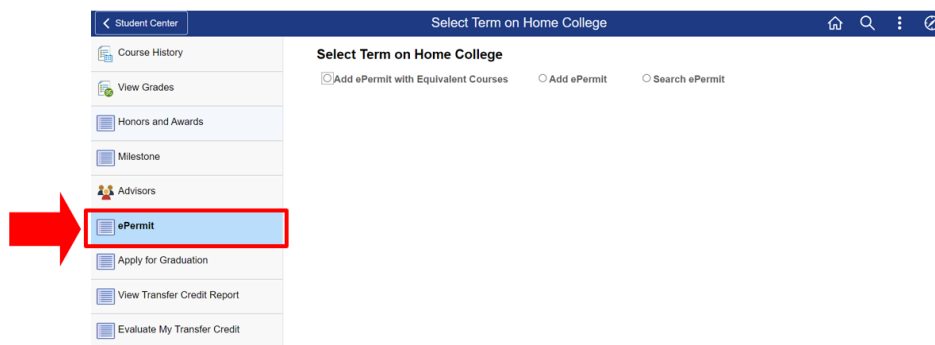 Student Center
Select Term on Home College
Course History
View Grades
Honors and Awards
Milestone
Advisors
ePermit
Apply for Graduation
View Transfer Credit Report
Evaluate My Transfer Credit
Select Term on Home College
Add ePermit with Equivalent Courses Add ePermit Search ePermit